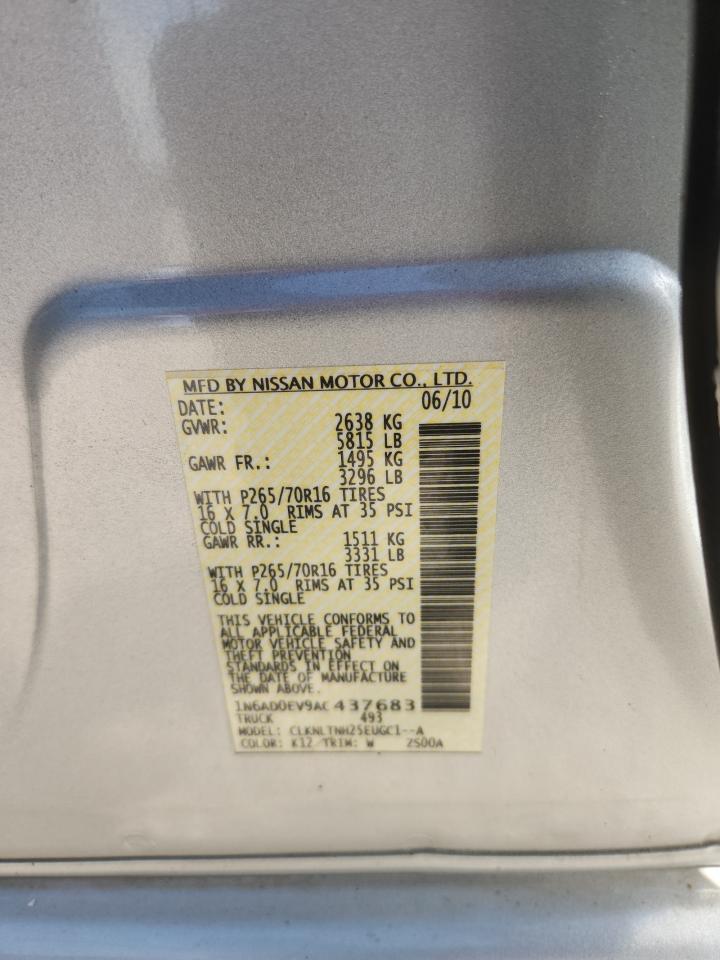 MFD BY NISSAN MOTOR CO., LTD.
DATE: 06/10
GVWR: 2638 KG
5815 LB
GAWR FR.: 1495 KG
3296 LB
WITH P265/70R16 TIRES
16 X 7.0 RIMS AT 35 PSI
COLD SINGLE
GAWR RR.: 1511 KG
3331 LB
WITH P265/70R16 TIRES
16 X 7.0 RIMS AT 35 PSI
COLD SINGLE
THIS VEHICLE CONFORMS TO
ALL APPLICABLE FEDERAL
MOTOR VEHICLE SAFETY AND
THEFT PREVENTION
STANDARDS IN EFFECT ON
THE DATE OF MANUFACTURE
SHOWN ABOVE.
1N6AD0EV9AC 437683
TRUCK 493
MODEL: CLKNLTNH25EUGC1--A
COLOR: K12 TRIM: W ZS00A